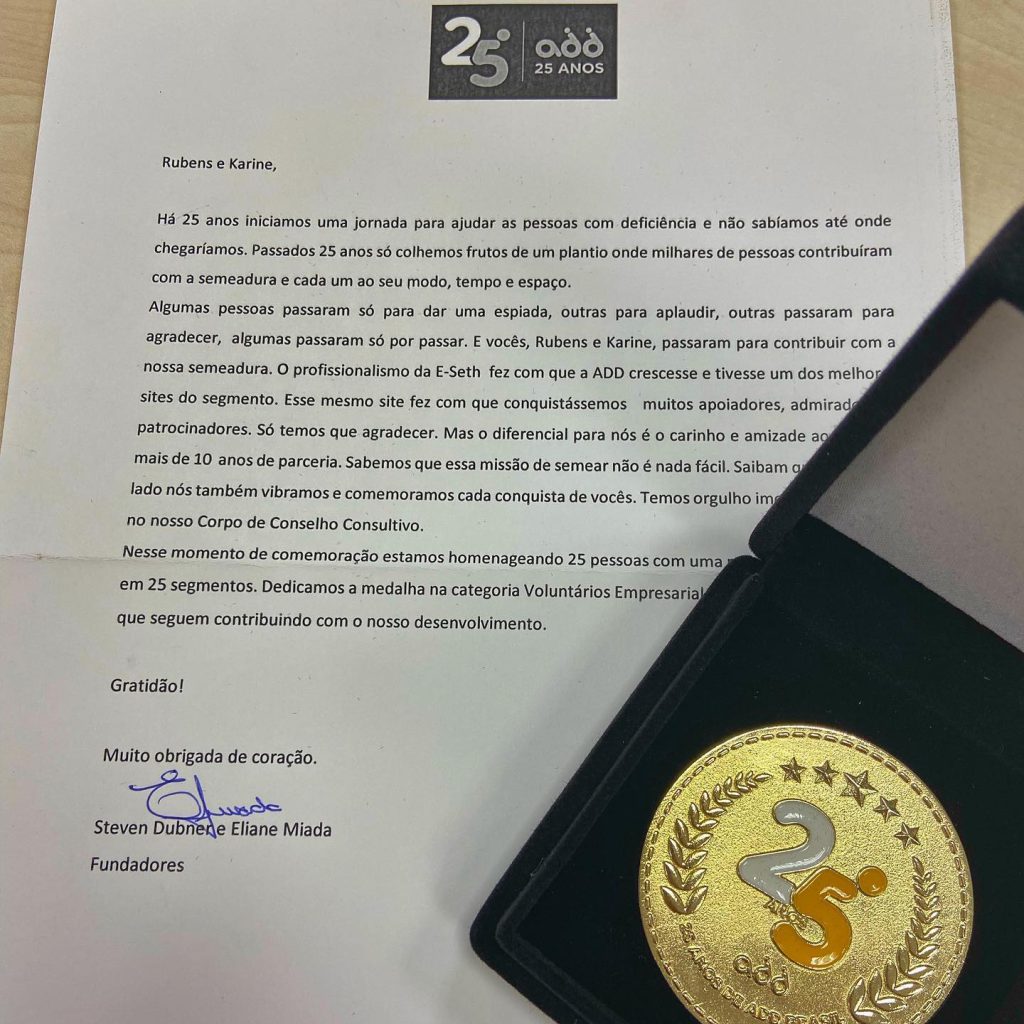 25 add
25 ANOS
Rubens e Karine,
Há 25 anos iniciamos uma jornada para ajudar as pessoas com deficiência e não sabíamos até onde
chegaríamos. Passados 25 anos só colhemos frutos de um plantio onde milhares de pessoas contribuíram
com a semeadura e cada um ao seu modo, tempo e espaço.
Algumas pessoas passaram só para dar uma espiada, outras para aplaudir, outras passaram para
agradecer, algumas passaram só por passar. E vocês, Rubens e Karine, passaram para contribuir com a
nossa semeadura. O profissionalismo da E-Seth fez com que a ADD crescesse e tivesse um dos melhor
sites do segmento. Esse mesmo site fez com que conquistássemos muitos apoiadores, admirad
patrocinadores. Só temos que agradecer. Mas o diferencial para nós é o carinho e amizade ao
mais de 10 anos de parceria. Sabemos que essa missão de semear não é nada fácil. Saibam
lado nós também vibramos e comemoramos cada conquista de vocês. Temos orgulho
no nosso Corpo de Conselho Consultivo.
Nesse momento de comemoração estamos homenageando 25 pessoas com uma
em 25 segmentos. Dedicamos a medalha na categoria Voluntários Empresarial
que seguem contribuindo com o nosso desenvolvimento.
Gratidão!
Muito obrigada de coração.
Steven Dubner e Eliane Miada
Fundadores
25
ANOS
add
25 ANOS DE ADD BRASIL